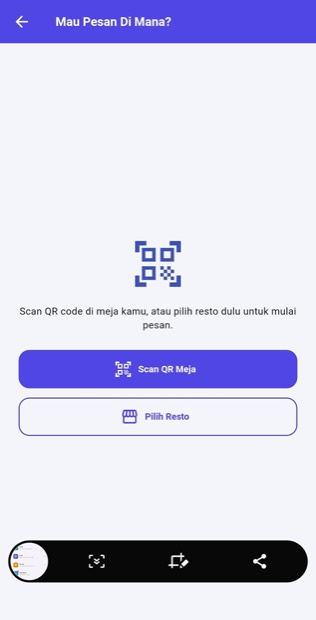 Mau Pesan Di Mana?
Scan QR code di meja kamu, atau pilih resto dulu untuk mulai
pesan.
Scan QR Meja
Pilih Resto